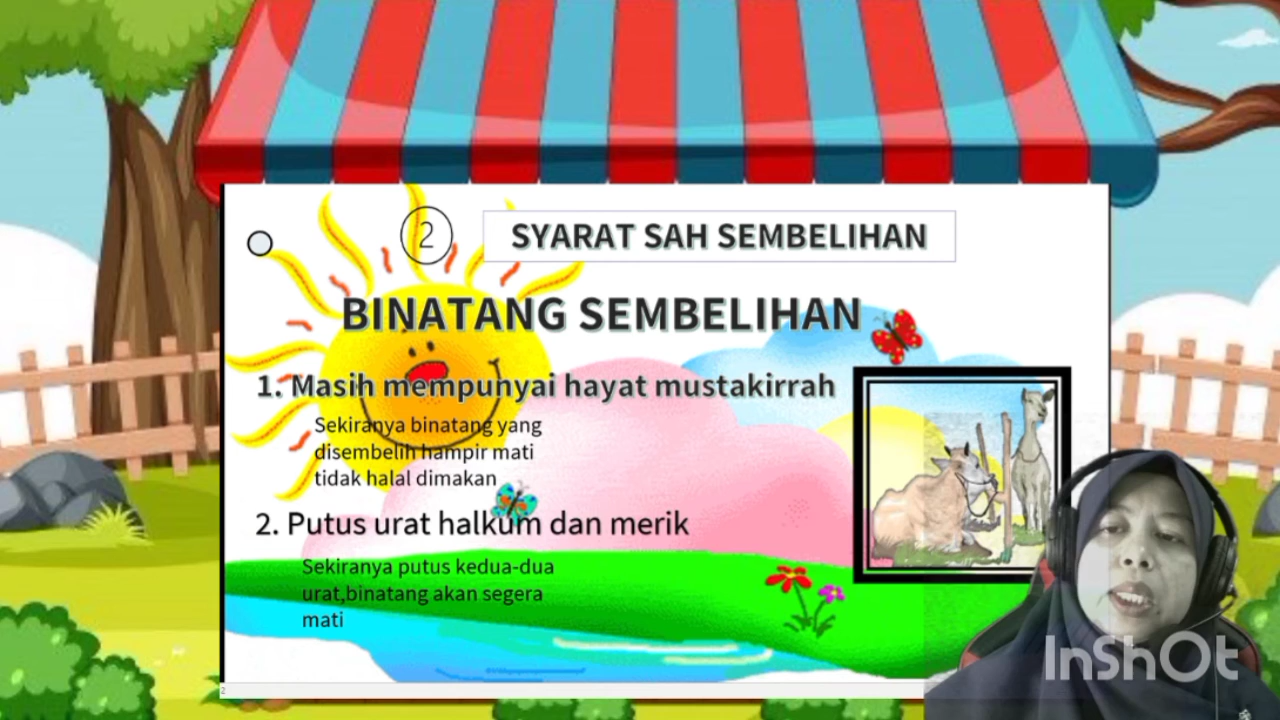 2
SYARAT SAH SEMBELIHAN
BINATANG SEMBELIHAN
1. Masih mempunyai hayat mustakirrah
Sekiranya binatang yang
disembelih hampir mati
tidak halal dimakan
2. Putus urat halkum dan merik
Sekiranya putus kedua-dua
urat,binatang akan segera
mati
2
InShOt